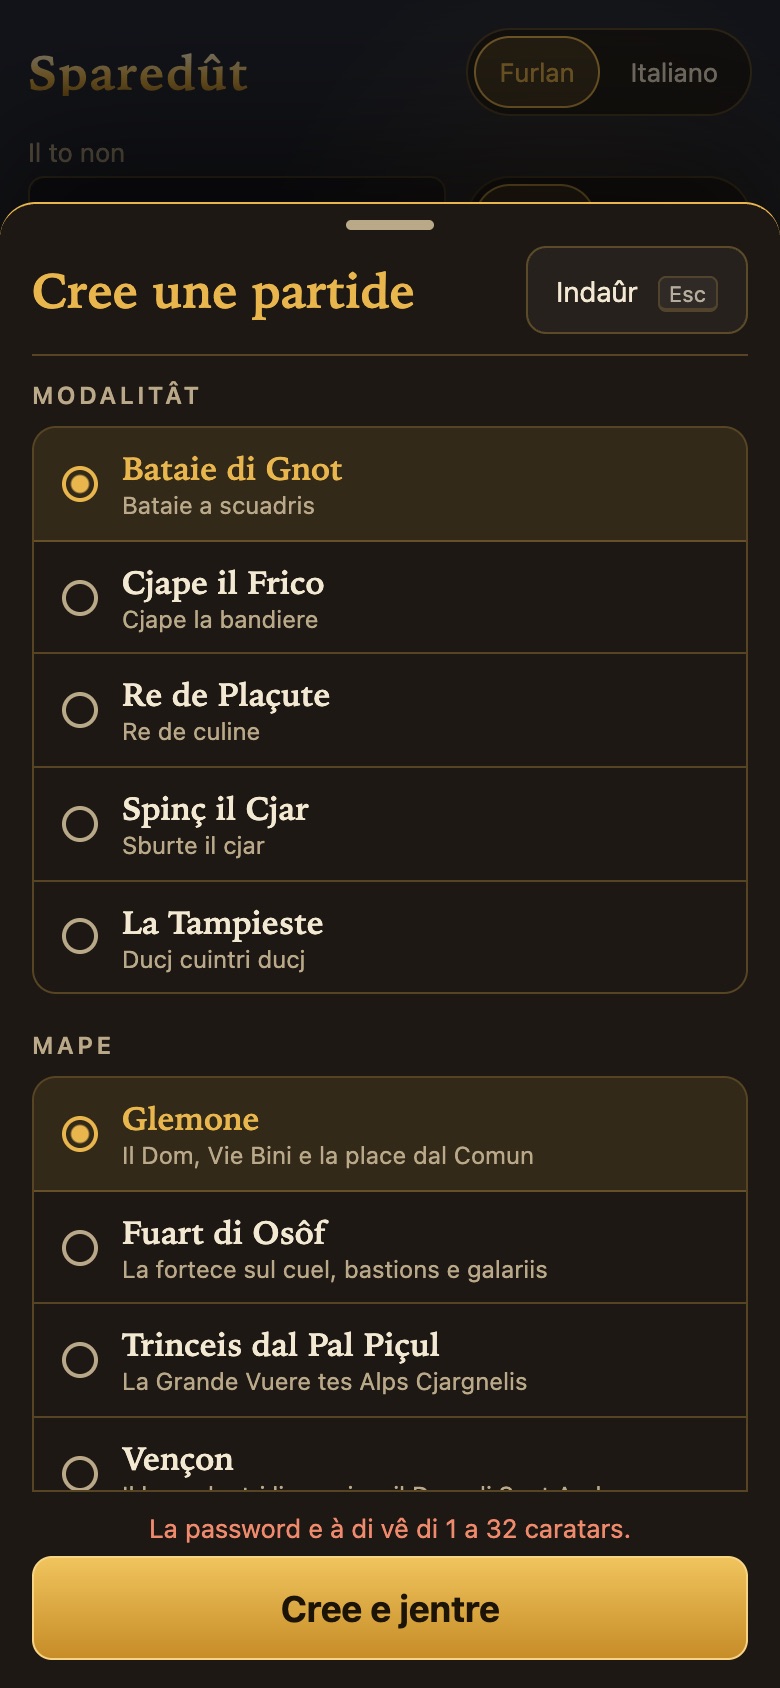 Sparedût
Furlan
Italiano
Il to non
Cree une partide
Indaûr
Esc
MODALITÂT
Bataie di Gnot
Bataie a scuadris
Cjape il Frico
Cjape la bandiere
Re de Plaçute
Re de culine
Spinç il Cjar
Sburte il cjar
La Tampieste
Ducj cuintri ducj
MAPE
Glemone
Il Dom, Vie Bini e la place dal Comun
Fuart di Osôf
La fortece sul cuel, bastions e galariis
Trinceis dal Pal Piçul
La Grande Vuere tes Alps Cjargnelis
Vençon
La password e à di vê di 1 a 32 caratars.
Cree e jentre